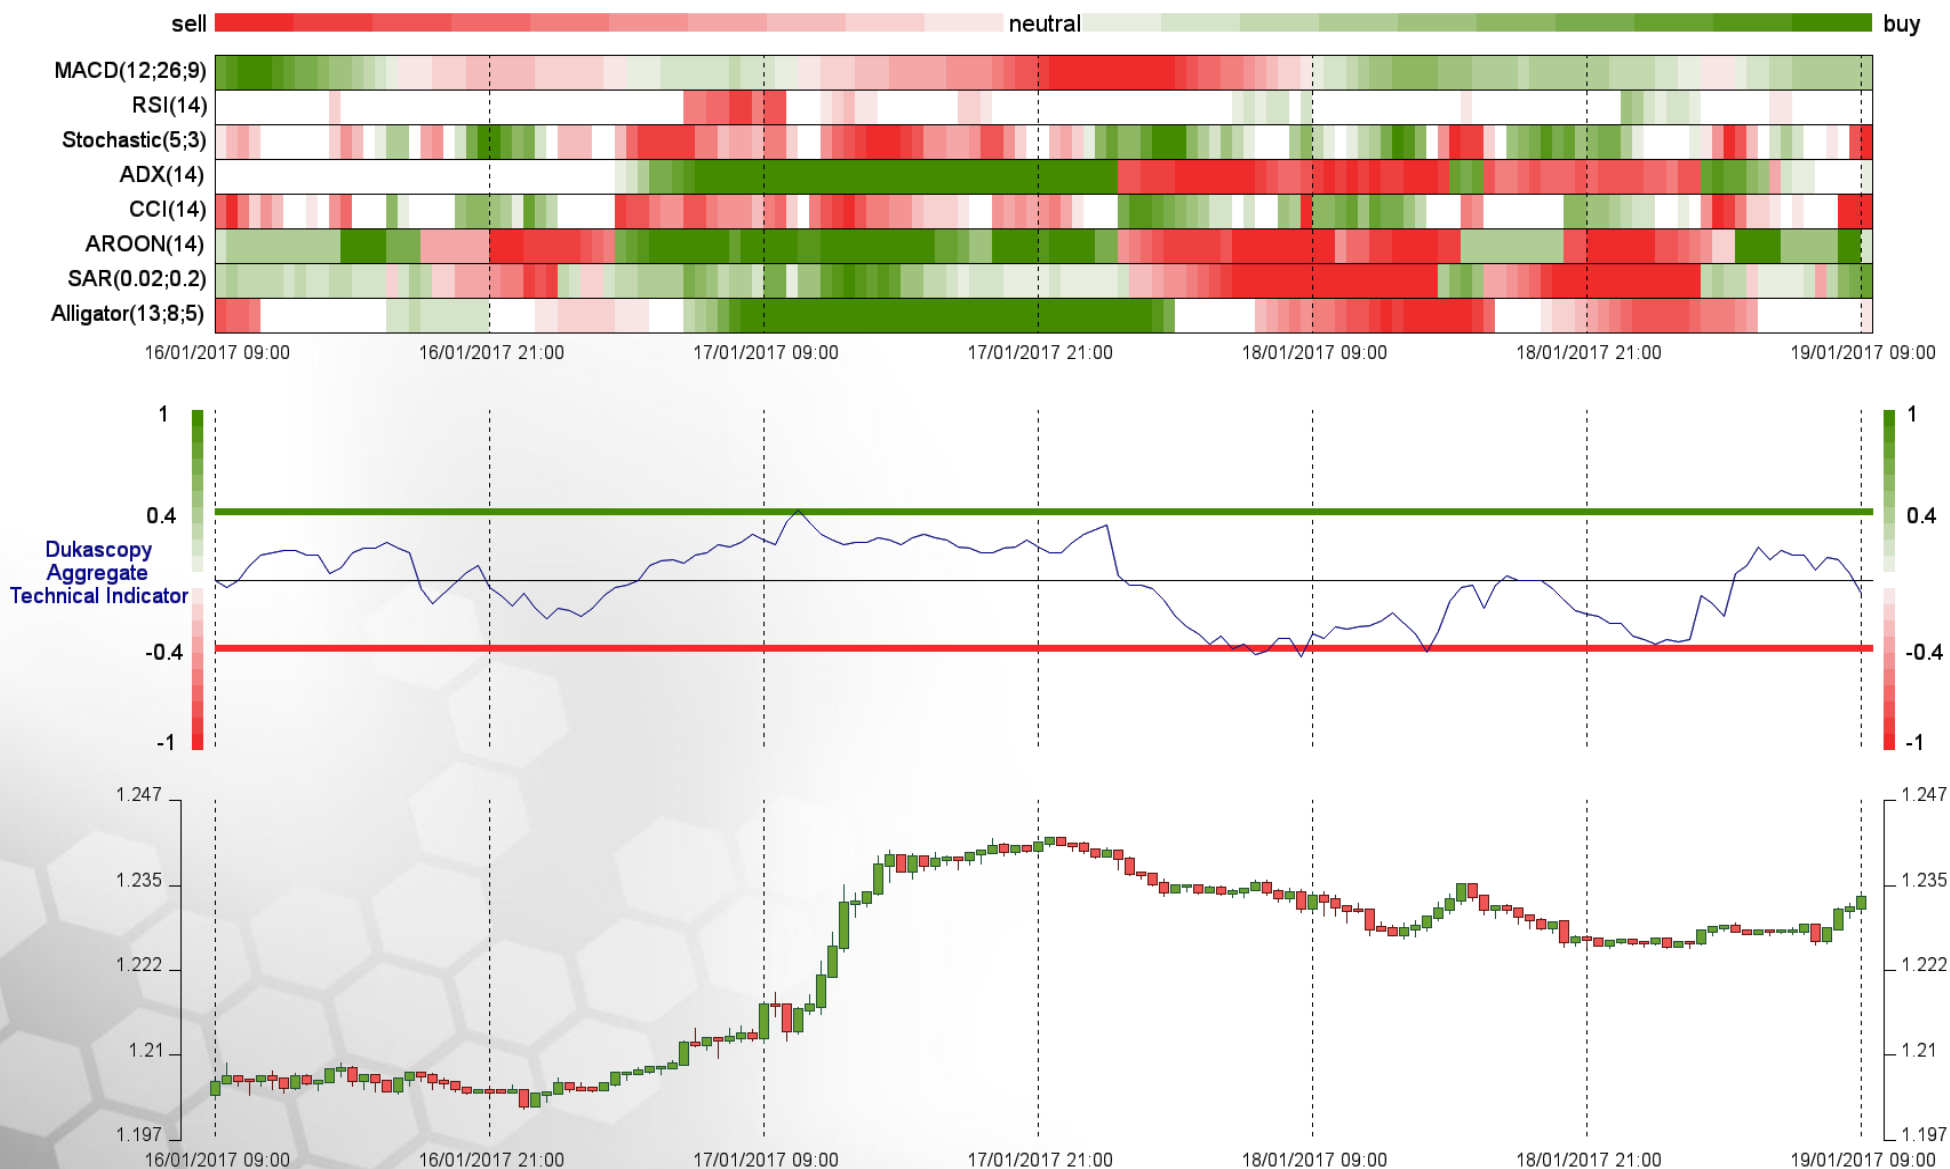 sell neutral buy
MACD(12;26;9)
RSI(14)
Stochastic(5;3)
ADX(14)
CCI(14)
AROON(14)
SAR(0.02;0.2)
Alligator(13;8;5)
16/01/2017 09:00 16/01/2017 21:00 17/01/2017 09:00 17/01/2017 21:00 18/01/2017 09:00 18/01/2017 21:00 19/01/2017 09:00
1 1
0.4 0.4
Dukascopy
Aggregate
Technical Indicator
-0.4 -0.4
-1 -1
1.247 1.247
1.235 1.235
1.222 1.222
1.21 1.21
1.197 1.197
16/01/2017 09:00 16/01/2017 21:00 17/01/2017 09:00 17/01/2017 21:00 18/01/2017 09:00 18/01/2017 21:00 19/01/2017 09:00